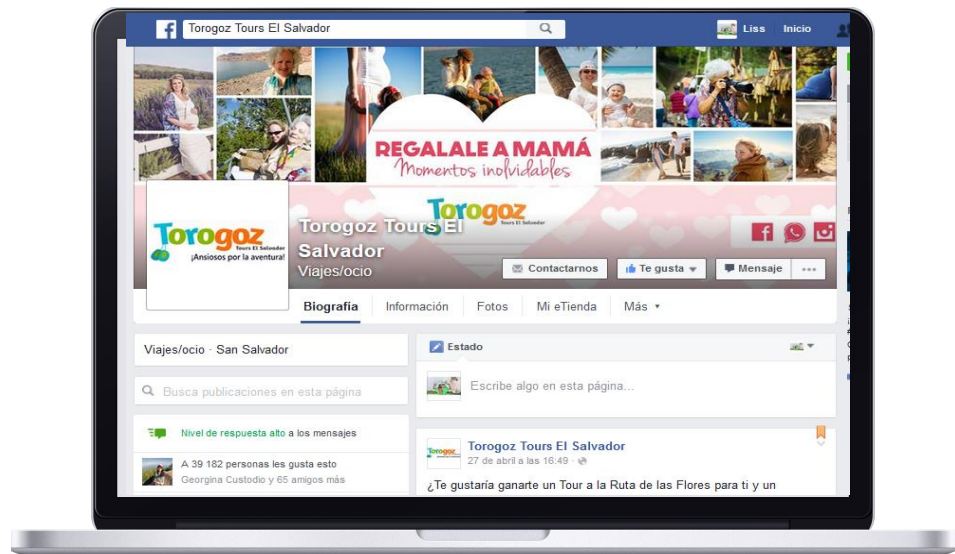 Torogoz Tours El Salvador
Liss Inicio
REGALALE A MAMÁ
Momentos inolvidables
Torogoz
Tours El Salvador
Torogoz
Tours El Salvador
¡Ansiosos por la aventura!
Torogoz Tours El
Salvador
Viajes/ocio
Contactarnos Te gusta Mensaje
Biografía Información Fotos Mi eTienda Más
Viajes/ocio · San Salvador
Busca publicaciones en esta página
Nivel de respuesta alto a los mensajes
A 39 182 personas les gusta esto
Georgina Custodio y 65 amigos más
Estado
Escribe algo en esta página...
Torogoz
Torogoz Tours El Salvador
27 de abril a las 16:49 ·
¿Te gustaría ganarte un Tour a la Ruta de las Flores para ti y un